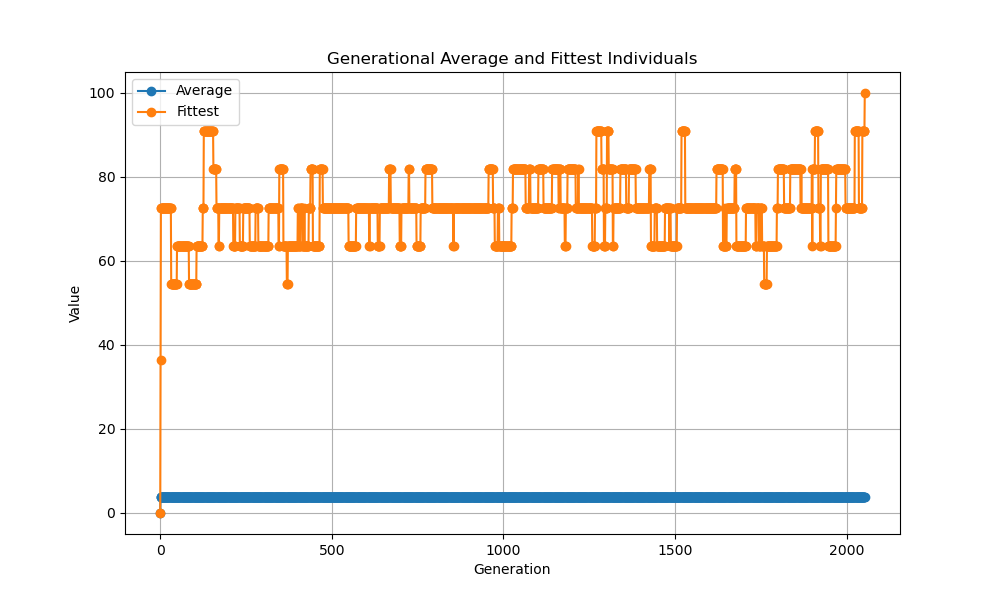 Generational Average and Fittest Individuals
Average
Fittest
100
80
60
40
20
0
Value
0 500 1000 1500 2000
Generation